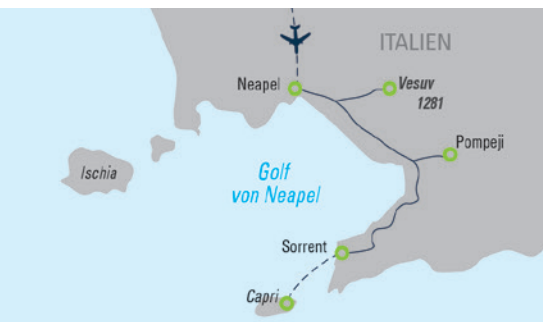 ITALIEN
Neapel
Vesuv
1281
Pompeji
Ischia
Golf
von Neapel
Sorrent
Capri